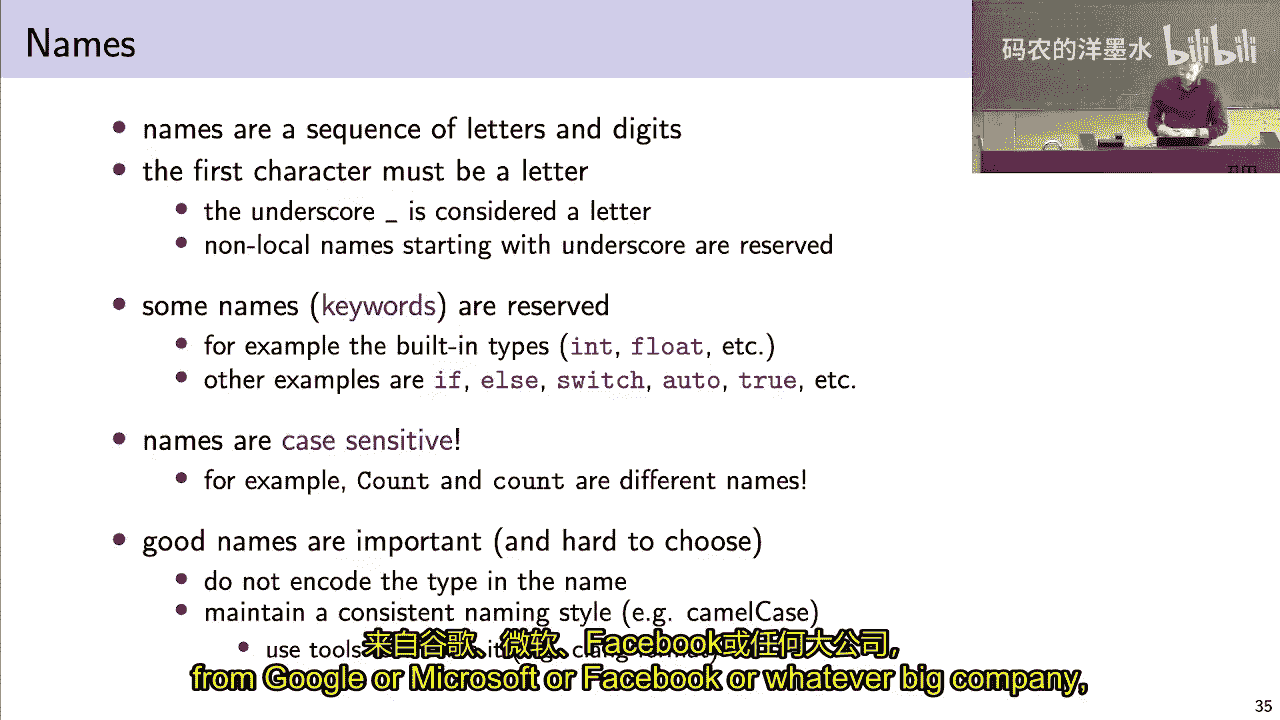 Names
码农的洋墨水 bilibili
• names are a sequence of letters and digits
• the first character must be a letter
• the underscore _ is considered a letter
• non-local names starting with underscore are reserved
• some names (keywords) are reserved
• for example the built-in types (int, float, etc.)
• other examples are if, else, switch, auto, true, etc.
• names are case sensitive!
• for example, Count and count are different names!
• good names are important (and hard to choose)
• do not encode the type in the name
• maintain a consistent naming style (e.g. camelCase)
• use tools
来自谷歌、微软、Facebook或任何大公司,
from Google or Microsoft or Facebook or whatever big company,
35